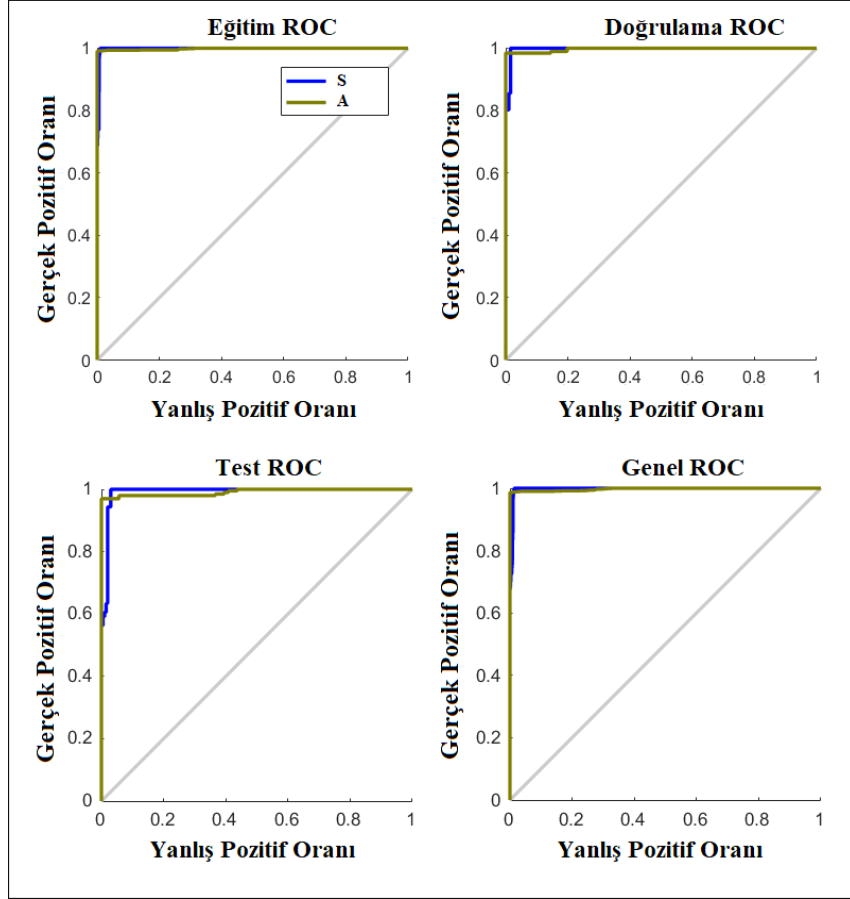 Eğitim ROC
S
A
Gerçek Pozitif Oranı
1
0.8
0.6
0.4
0.2
0
0 0.2 0.4 0.6 0.8 1
Yanlış Pozitif Oranı
Doğrulama ROC
Gerçek Pozitif Oranı
1
0.8
0.6
0.4
0.2
0
0 0.2 0.4 0.6 0.8 1
Yanlış Pozitif Oranı
Test ROC
Gerçek Pozitif Oranı
1
0.8
0.6
0.4
0.2
0
0 0.2 0.4 0.6 0.8 1
Yanlış Pozitif Oranı
Genel ROC
Gerçek Pozitif Oranı
1
0.8
0.6
0.4
0.2
0
0 0.2 0.4 0.6 0.8 1
Yanlış Pozitif Oranı